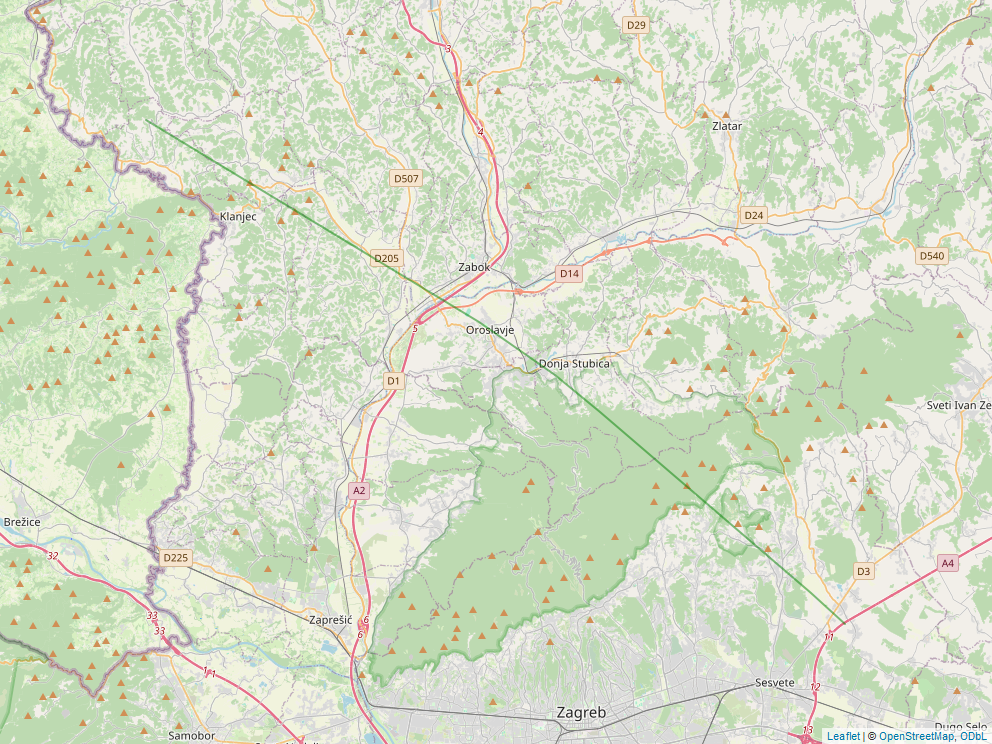 D29
3
4
Zlatar
D507
Klanjec
D24
D205
Zabok
D14
D540
5
Oroslavje
Donja Stubica
D1
Sveti Ivan Ze
A2
Brežice
32
D225
A4
D3
33
33
Zaprešić
6
6
11
1,1
Sesvete
12
Zagreb
13
Dugo Selo
Samobor
Leaflet | © OpenStreetMap, ODbL